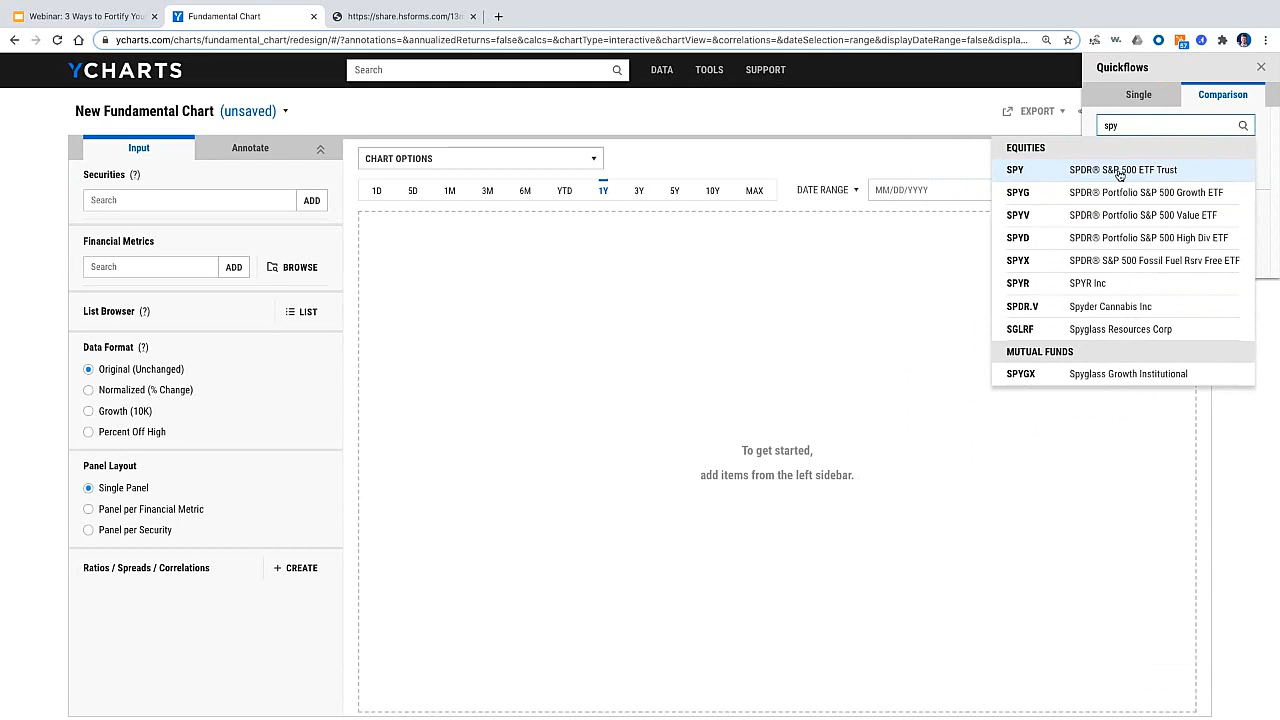 Webinar: 3 Ways to Fortify You
Fundamental Chart
https://share.hsforms.com/13
ycharts.com/charts/fundamental_chart/redesign/#/?annotations=&annualizedReturns=false&calcs=&chartType=interactive&chartView=&correlations=&dateSelection=range&displayDateRange=false&displa...
YCHARTS
Search
DATA
TOOLS
SUPPORT
Quickflows
Single
Comparison
New Fundamental Chart (unsaved)
EXPORT
spy
Input
Annotate
Securities (?)
Search
ADD
Financial Metrics
Search
ADD
BROWSE
List Browser (?)
LIST
Data Format (?)
Original (Unchanged)
Normalized (% Change)
Growth (10K)
Percent Off High
Panel Layout
Single Panel
Panel per Financial Metric
Panel per Security
Ratios / Spreads / Correlations
+ CREATE
CHART OPTIONS
1D 5D 1M 3M 6M YTD 1Y 3Y 5Y 10Y MAX
DATE RANGE
MM/DD/YYYY
To get started,
add items from the left sidebar.
EQUITIES
SPY SPDR® S&P 500 ETF Trust
SPYG SPDR® Portfolio S&P 500 Growth ETF
SPYV SPDR® Portfolio S&P 500 Value ETF
SPYD SPDR® Portfolio S&P 500 High Div ETF
SPYX SPDR® S&P 500 Fossil Fuel Rsrv Free ETF
SPYR SPYR Inc
SPDR.V Spyder Cannabis Inc
SGLRF Spyglass Resources Corp
MUTUAL FUNDS
SPYGX Spyglass Growth Institutional